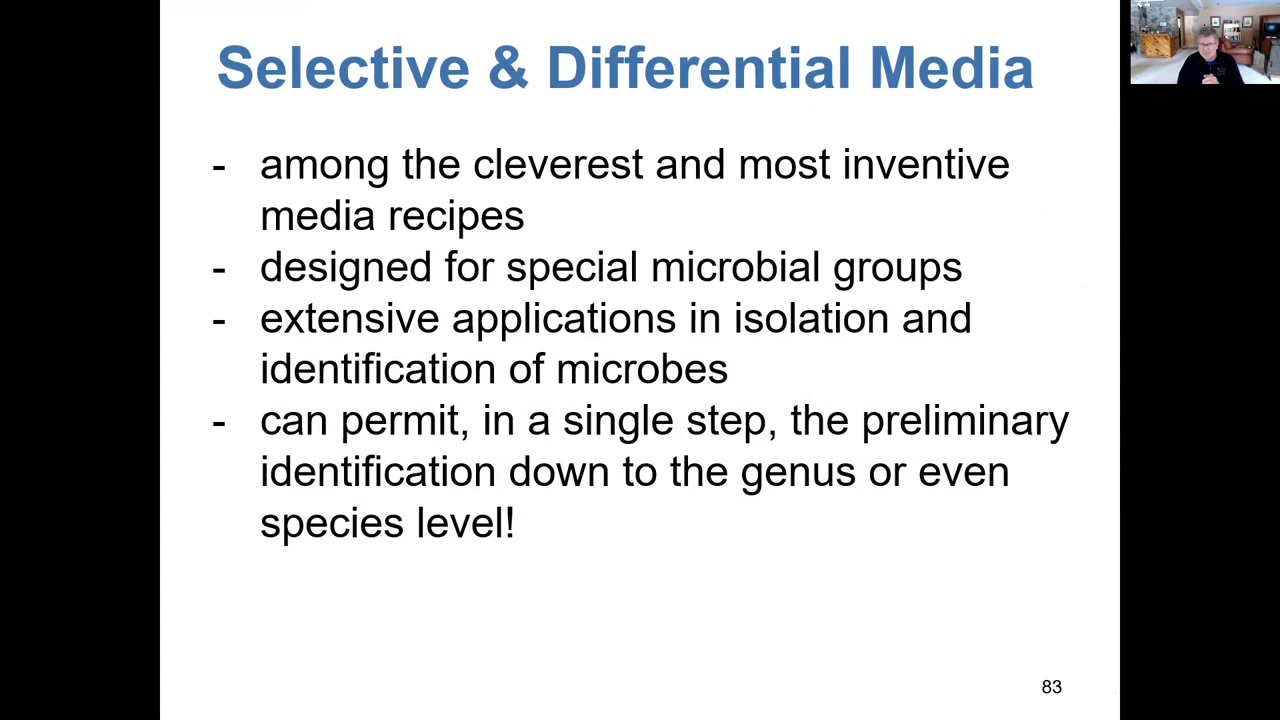 Selective & Differential Media
- among the cleverest and most inventive
media recipes
- designed for special microbial groups
- extensive applications in isolation and
identification of microbes
- can permit, in a single step, the preliminary
identification down to the genus or even
species level!
83